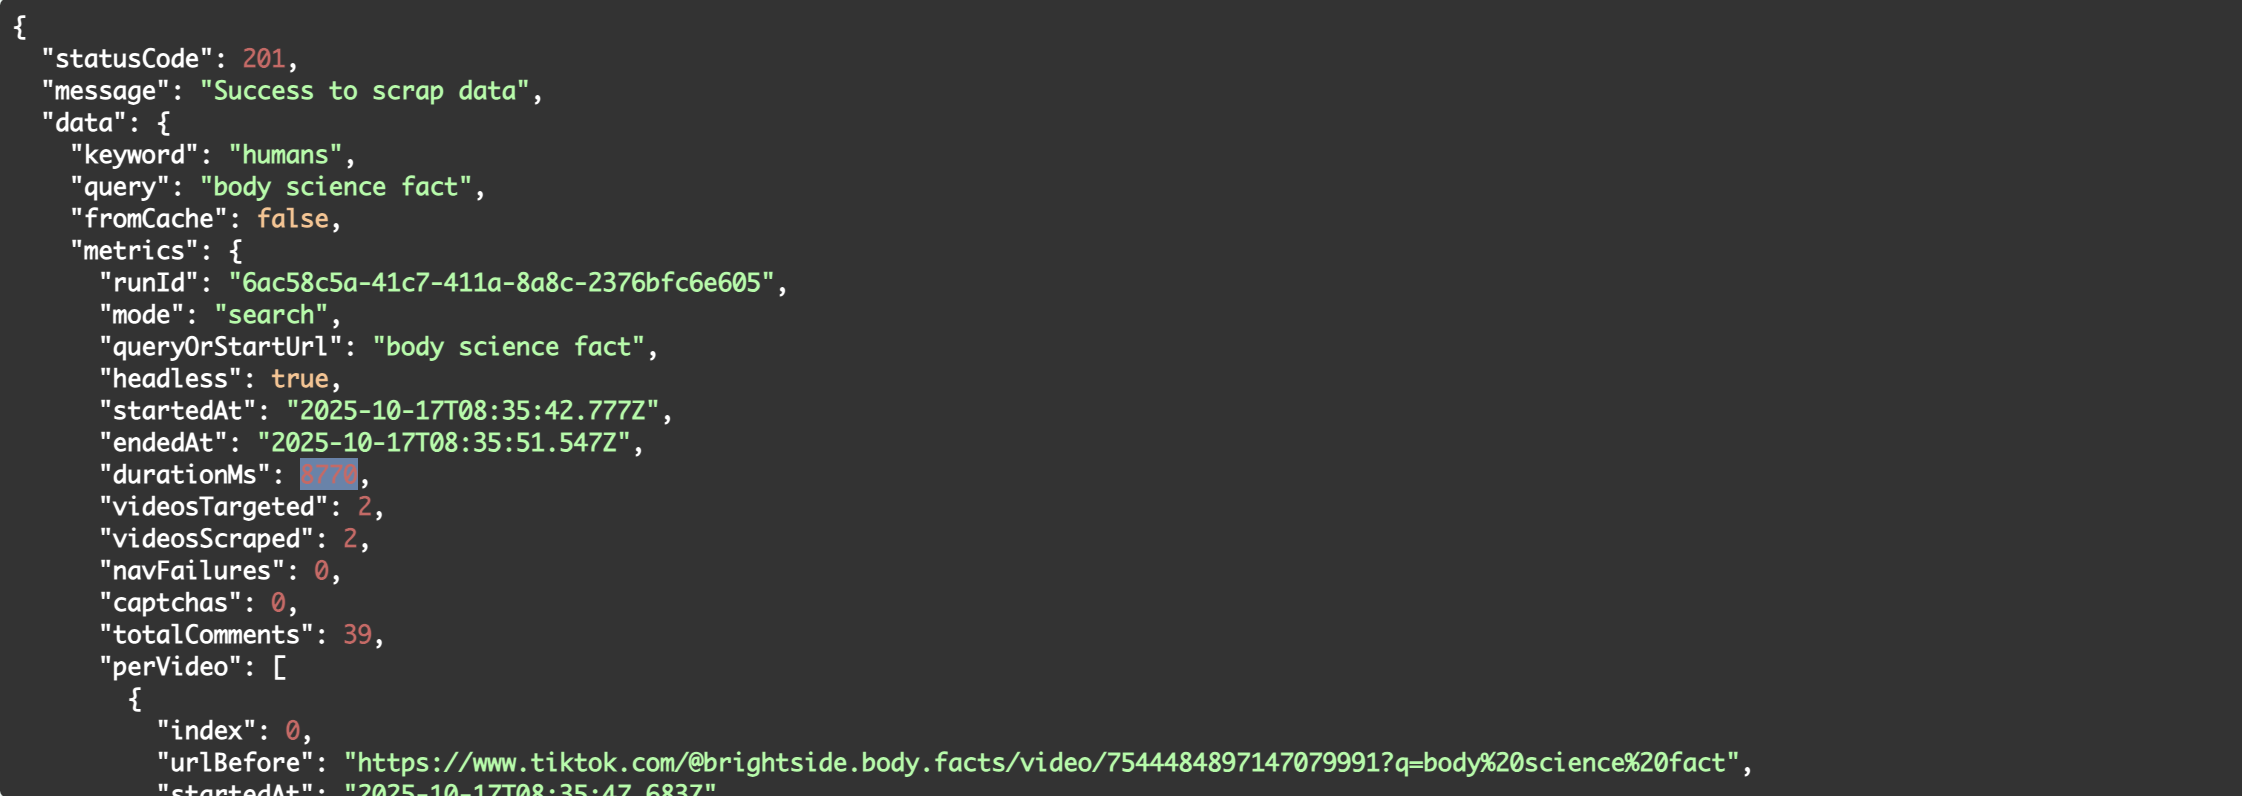 {
"statusCode": 201,
"message": "Success to scrap data",
"data": {
"keyword": "humans",
"query": "body science fact",
"fromCache": false,
"metrics": {
"runId": "6ac58c5a-41c7-411a-8a8c-2376bfc6e605",
"mode": "search",
"queryOrStartUrl": "body science fact",
"headless": true,
"startedAt": "2025-10-17T08:35:42.777Z",
"endedAt": "2025-10-17T08:35:51.547Z",
"durationMs": 8770,
"videosTargeted": 2,
"videosScraped": 2,
"navFailures": 0,
"captchas": 0,
"totalComments": 39,
"perVideo": [
{
"index": 0,
"urlBefore": "https://www.tiktok.com/@brightside.body.facts/video/7544484897147079991?q=body%20science%20fact",
"startedAt": "2025-10-17T08:35:47.683Z"